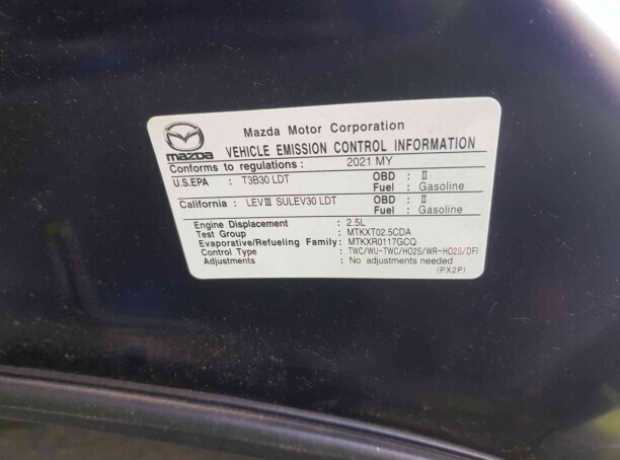 Mazda Motor Corporation
mazda
VEHICLE EMISSION CONTROL INFORMATION
Conforms to regulations : 2021 MY
U.S.EPA : T3B30 LDT OBD : II
Fuel : Gasoline
California : LEVIII SULEV30 LDT OBD : II
Fuel : Gasoline
Engine Displacement : 2.5L
Test Group : MTKXT02.5CDA
Evaporative/Refueling Family: MTKXR0117GCQ
Control Type : TWC/WU-TWC/HO2S/WR-HO2S/DFI
Adjustments : No adjustments needed
(PX2P)